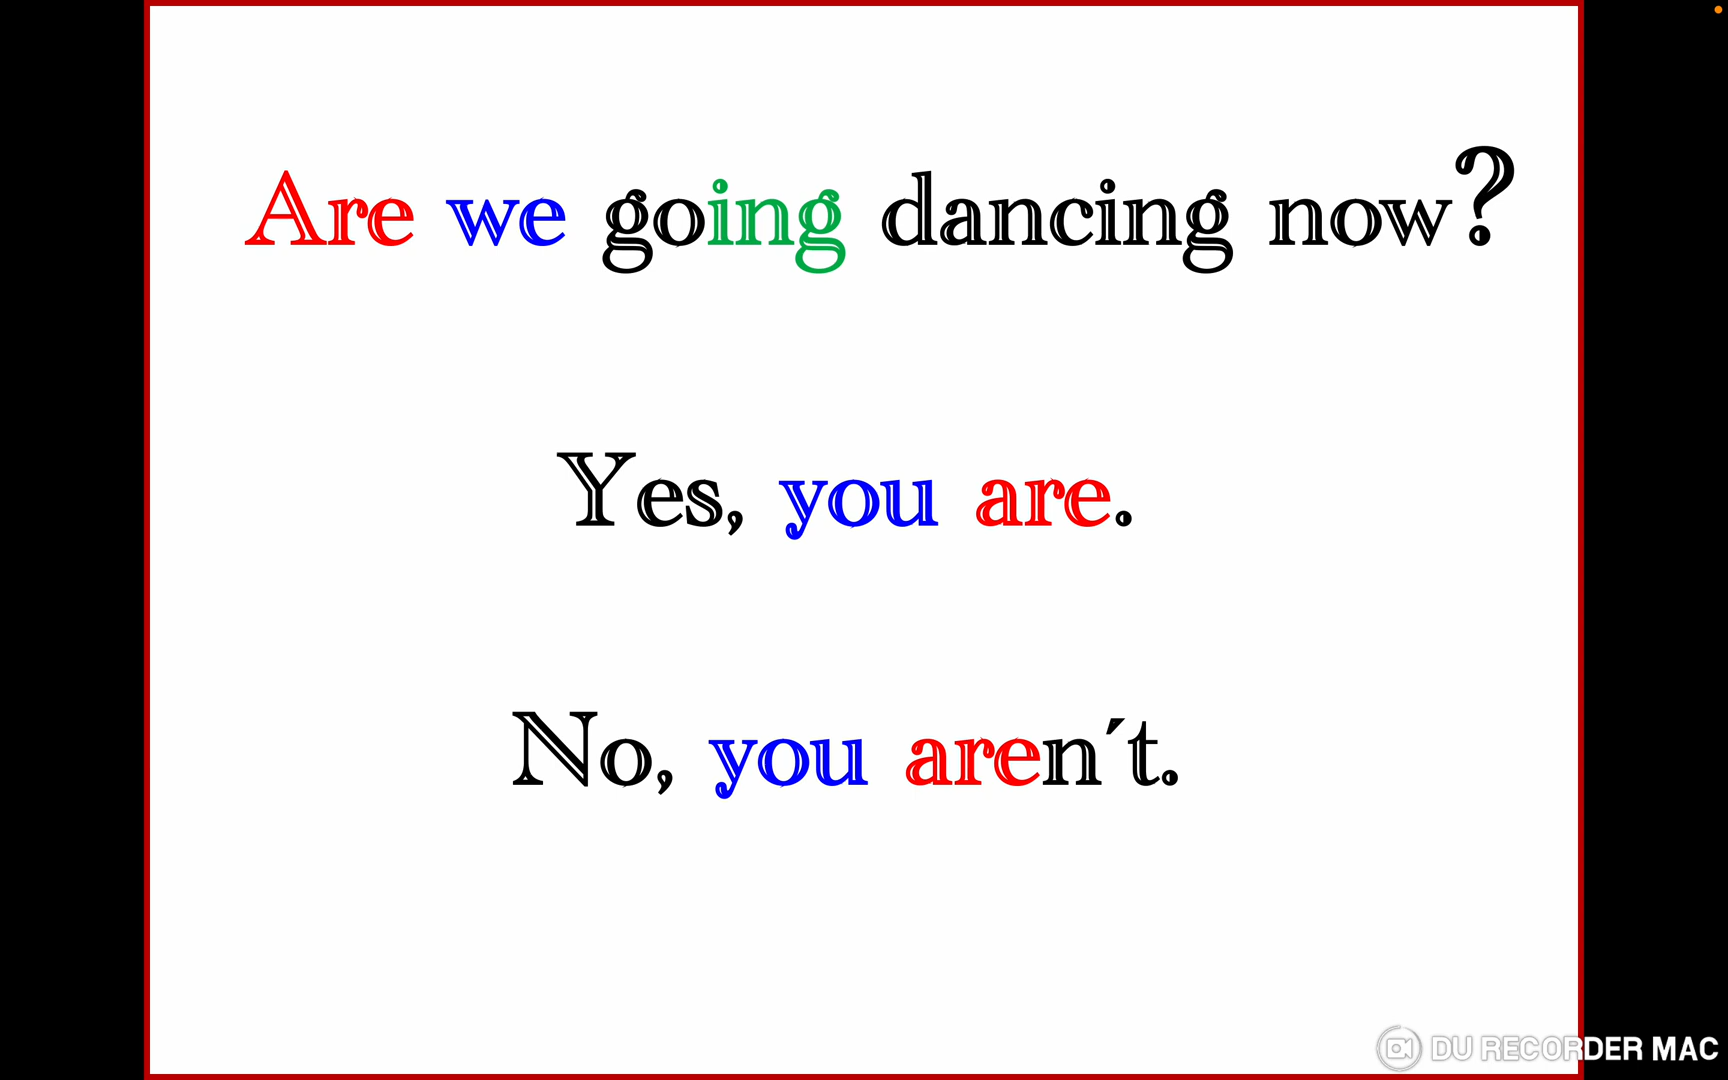 Are we going dancing now?
Yes, you are.
No, you aren´t.
DU RECORDER MAC